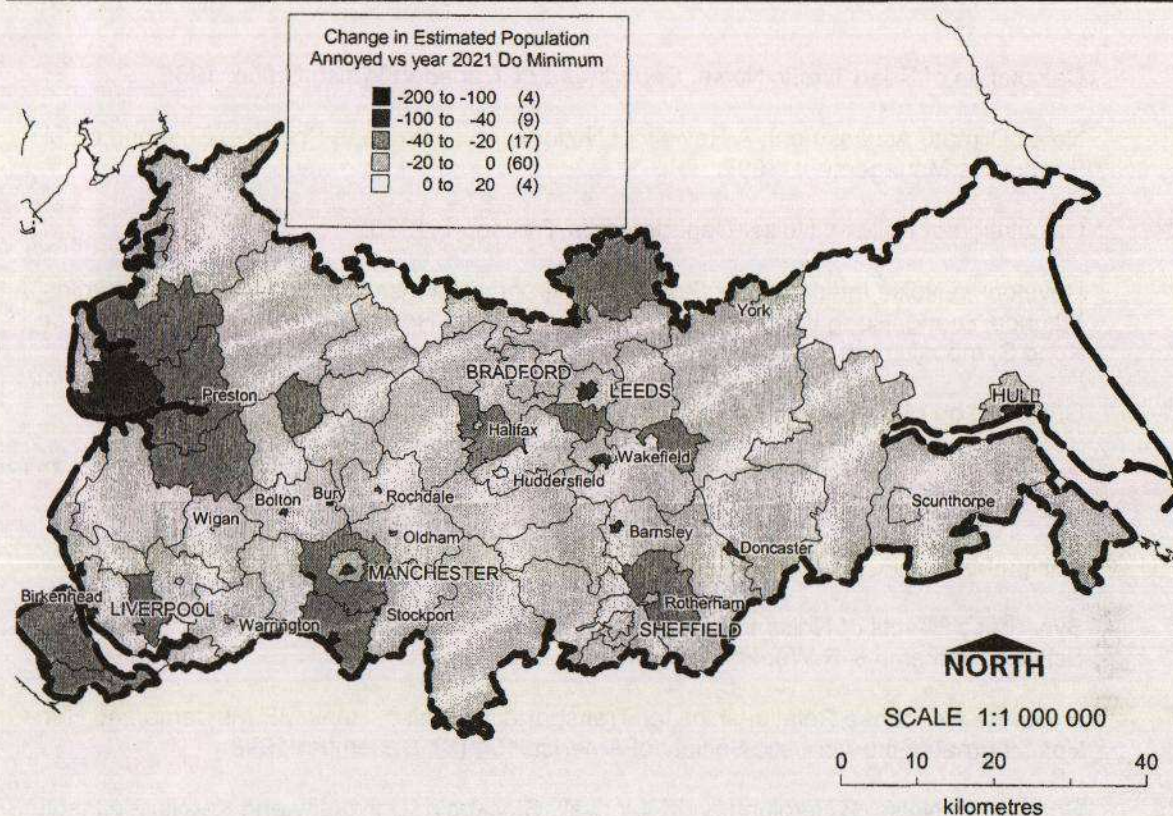 Change in Estimated Population
Annoyed vs year 2021 Do Minimum
-200 to -100 (4)
-100 to -40 (9)
-40 to -20 (17)
-20 to 0 (60)
0 to 20 (4)
York
BRADFORD
LEEDS
Preston
HULL
Halifax
Wakefield
Huddersfield
Bolton
Bury
Rochdale
Scunthorpe
Wigan
Oldham
Barnsley
Doncaster
MANCHESTER
Birkenhead
LIVERPOOL
Stockport
Rotherham
Warrington
SHEFFIELD
NORTH
SCALE 1:1 000 000
0 10 20 30 40
kilometres